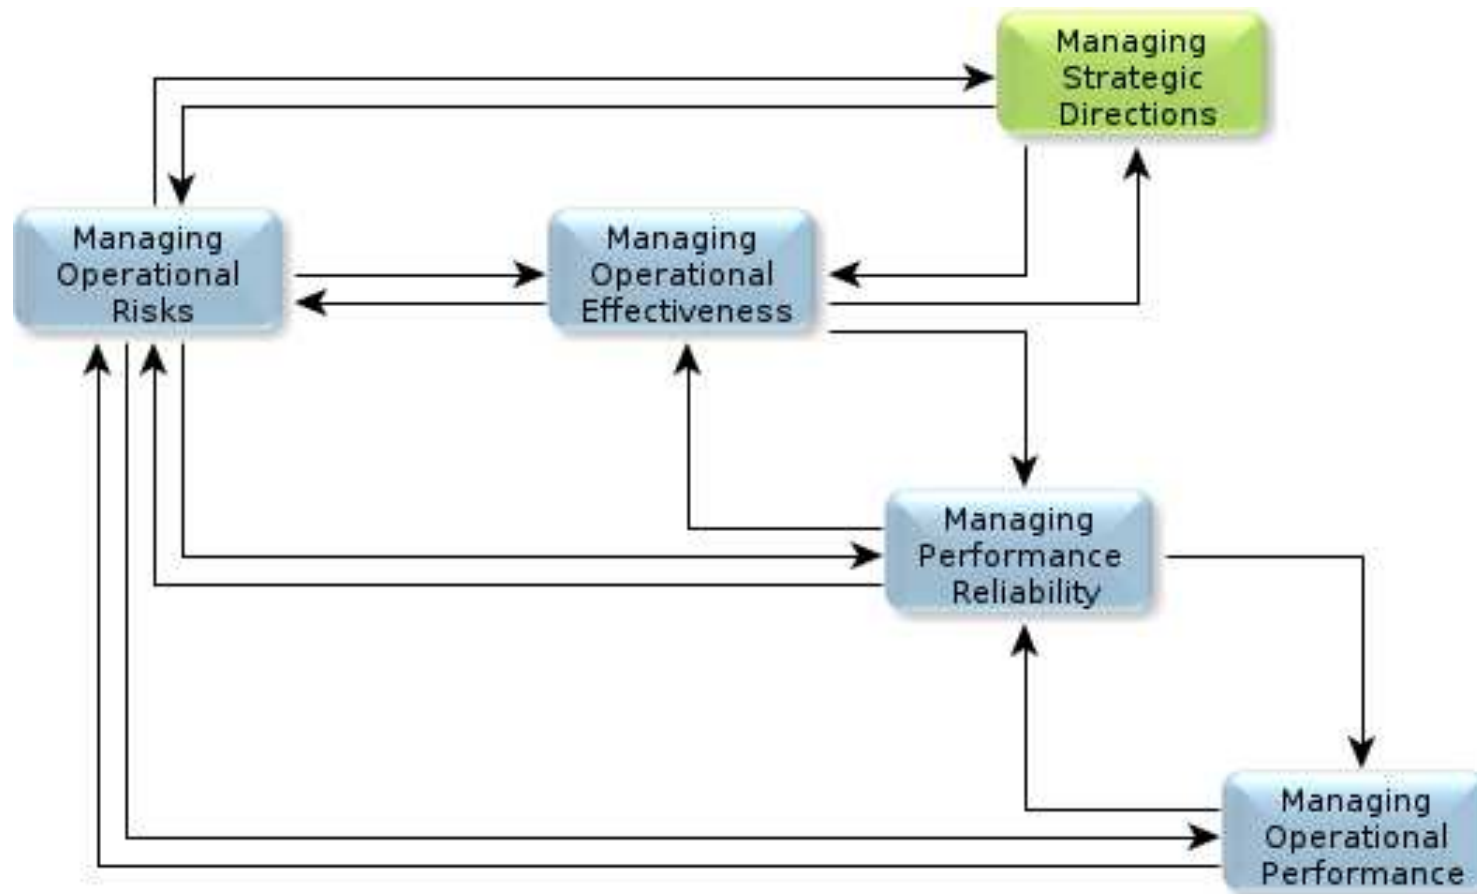 Managing
Strategic
Directions
Managing
Operational
Risks
Managing
Operational
Effectiveness
Managing
Performance
Reliability
Managing
Operational
Performance